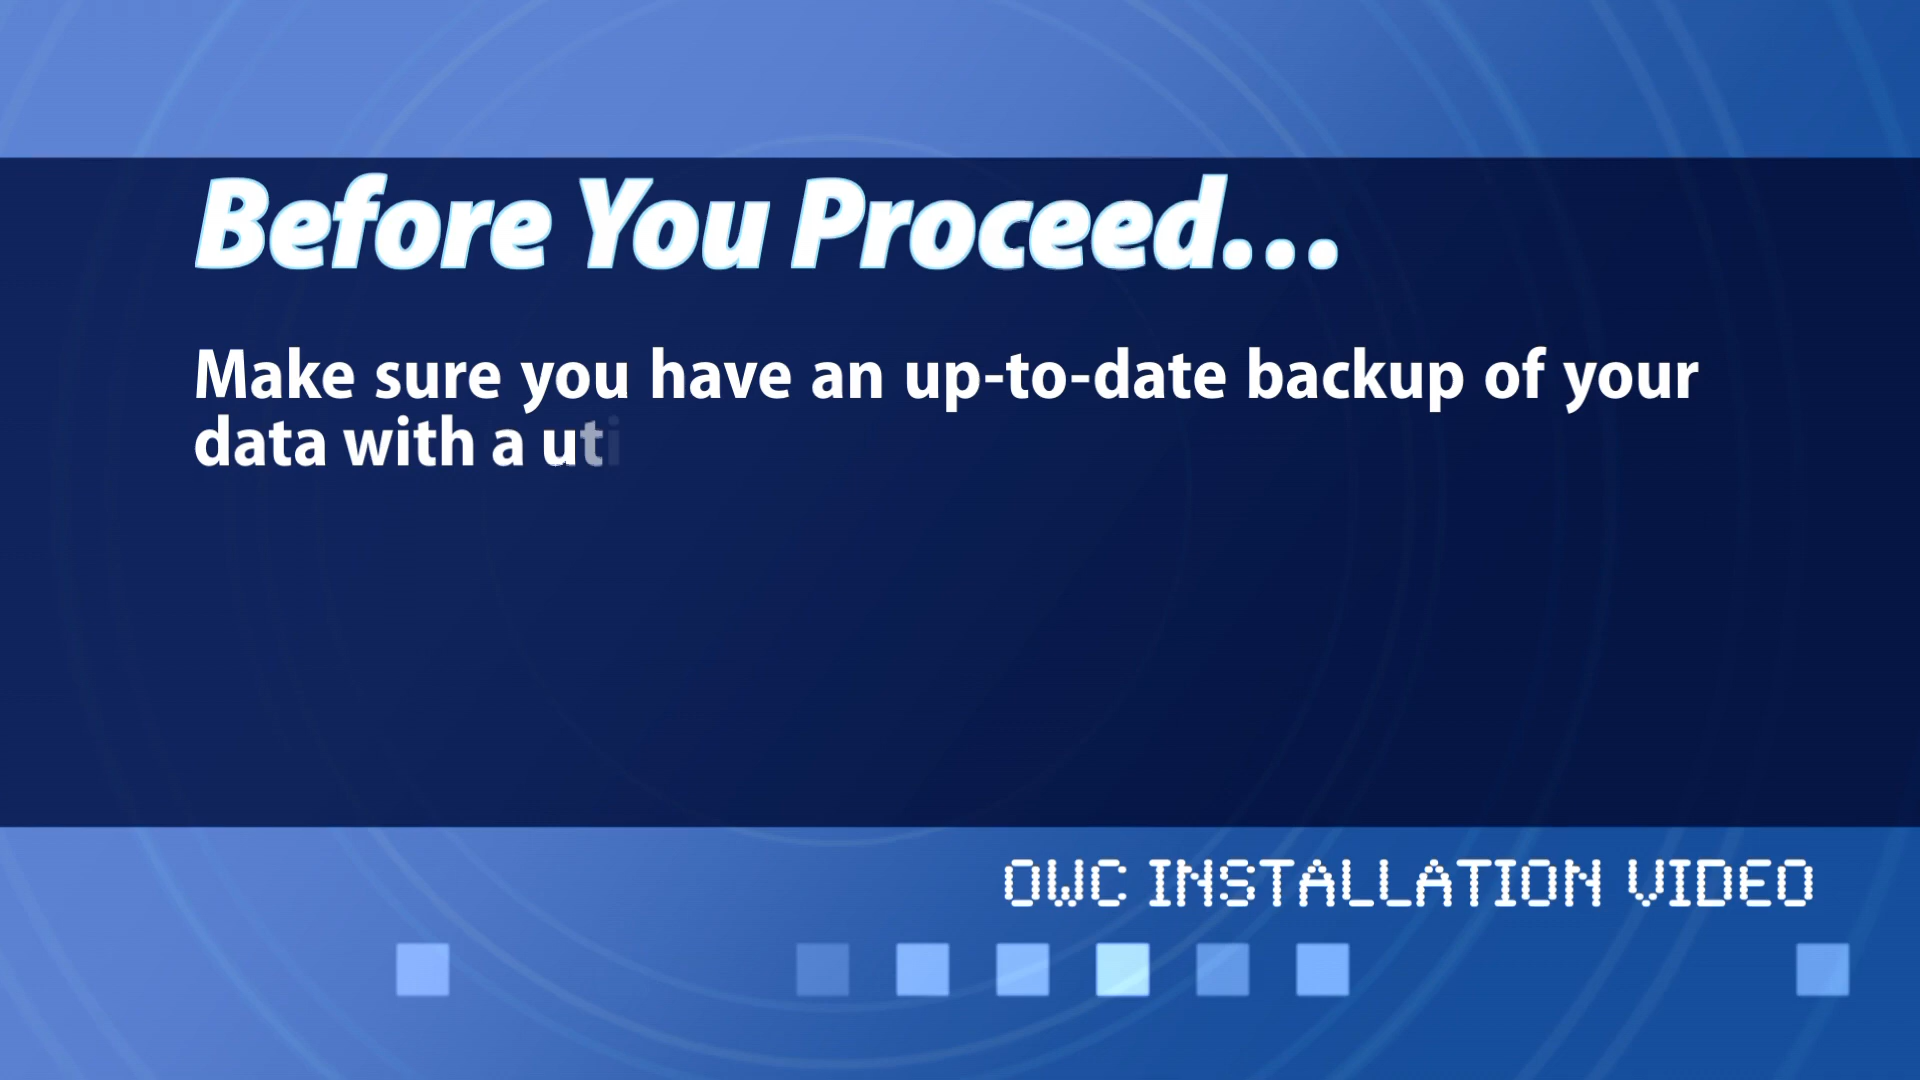 Before You Proceed...
Make sure you have an up-to-date backup of your
data with a uti
OWC INSTALLATION VIDEO